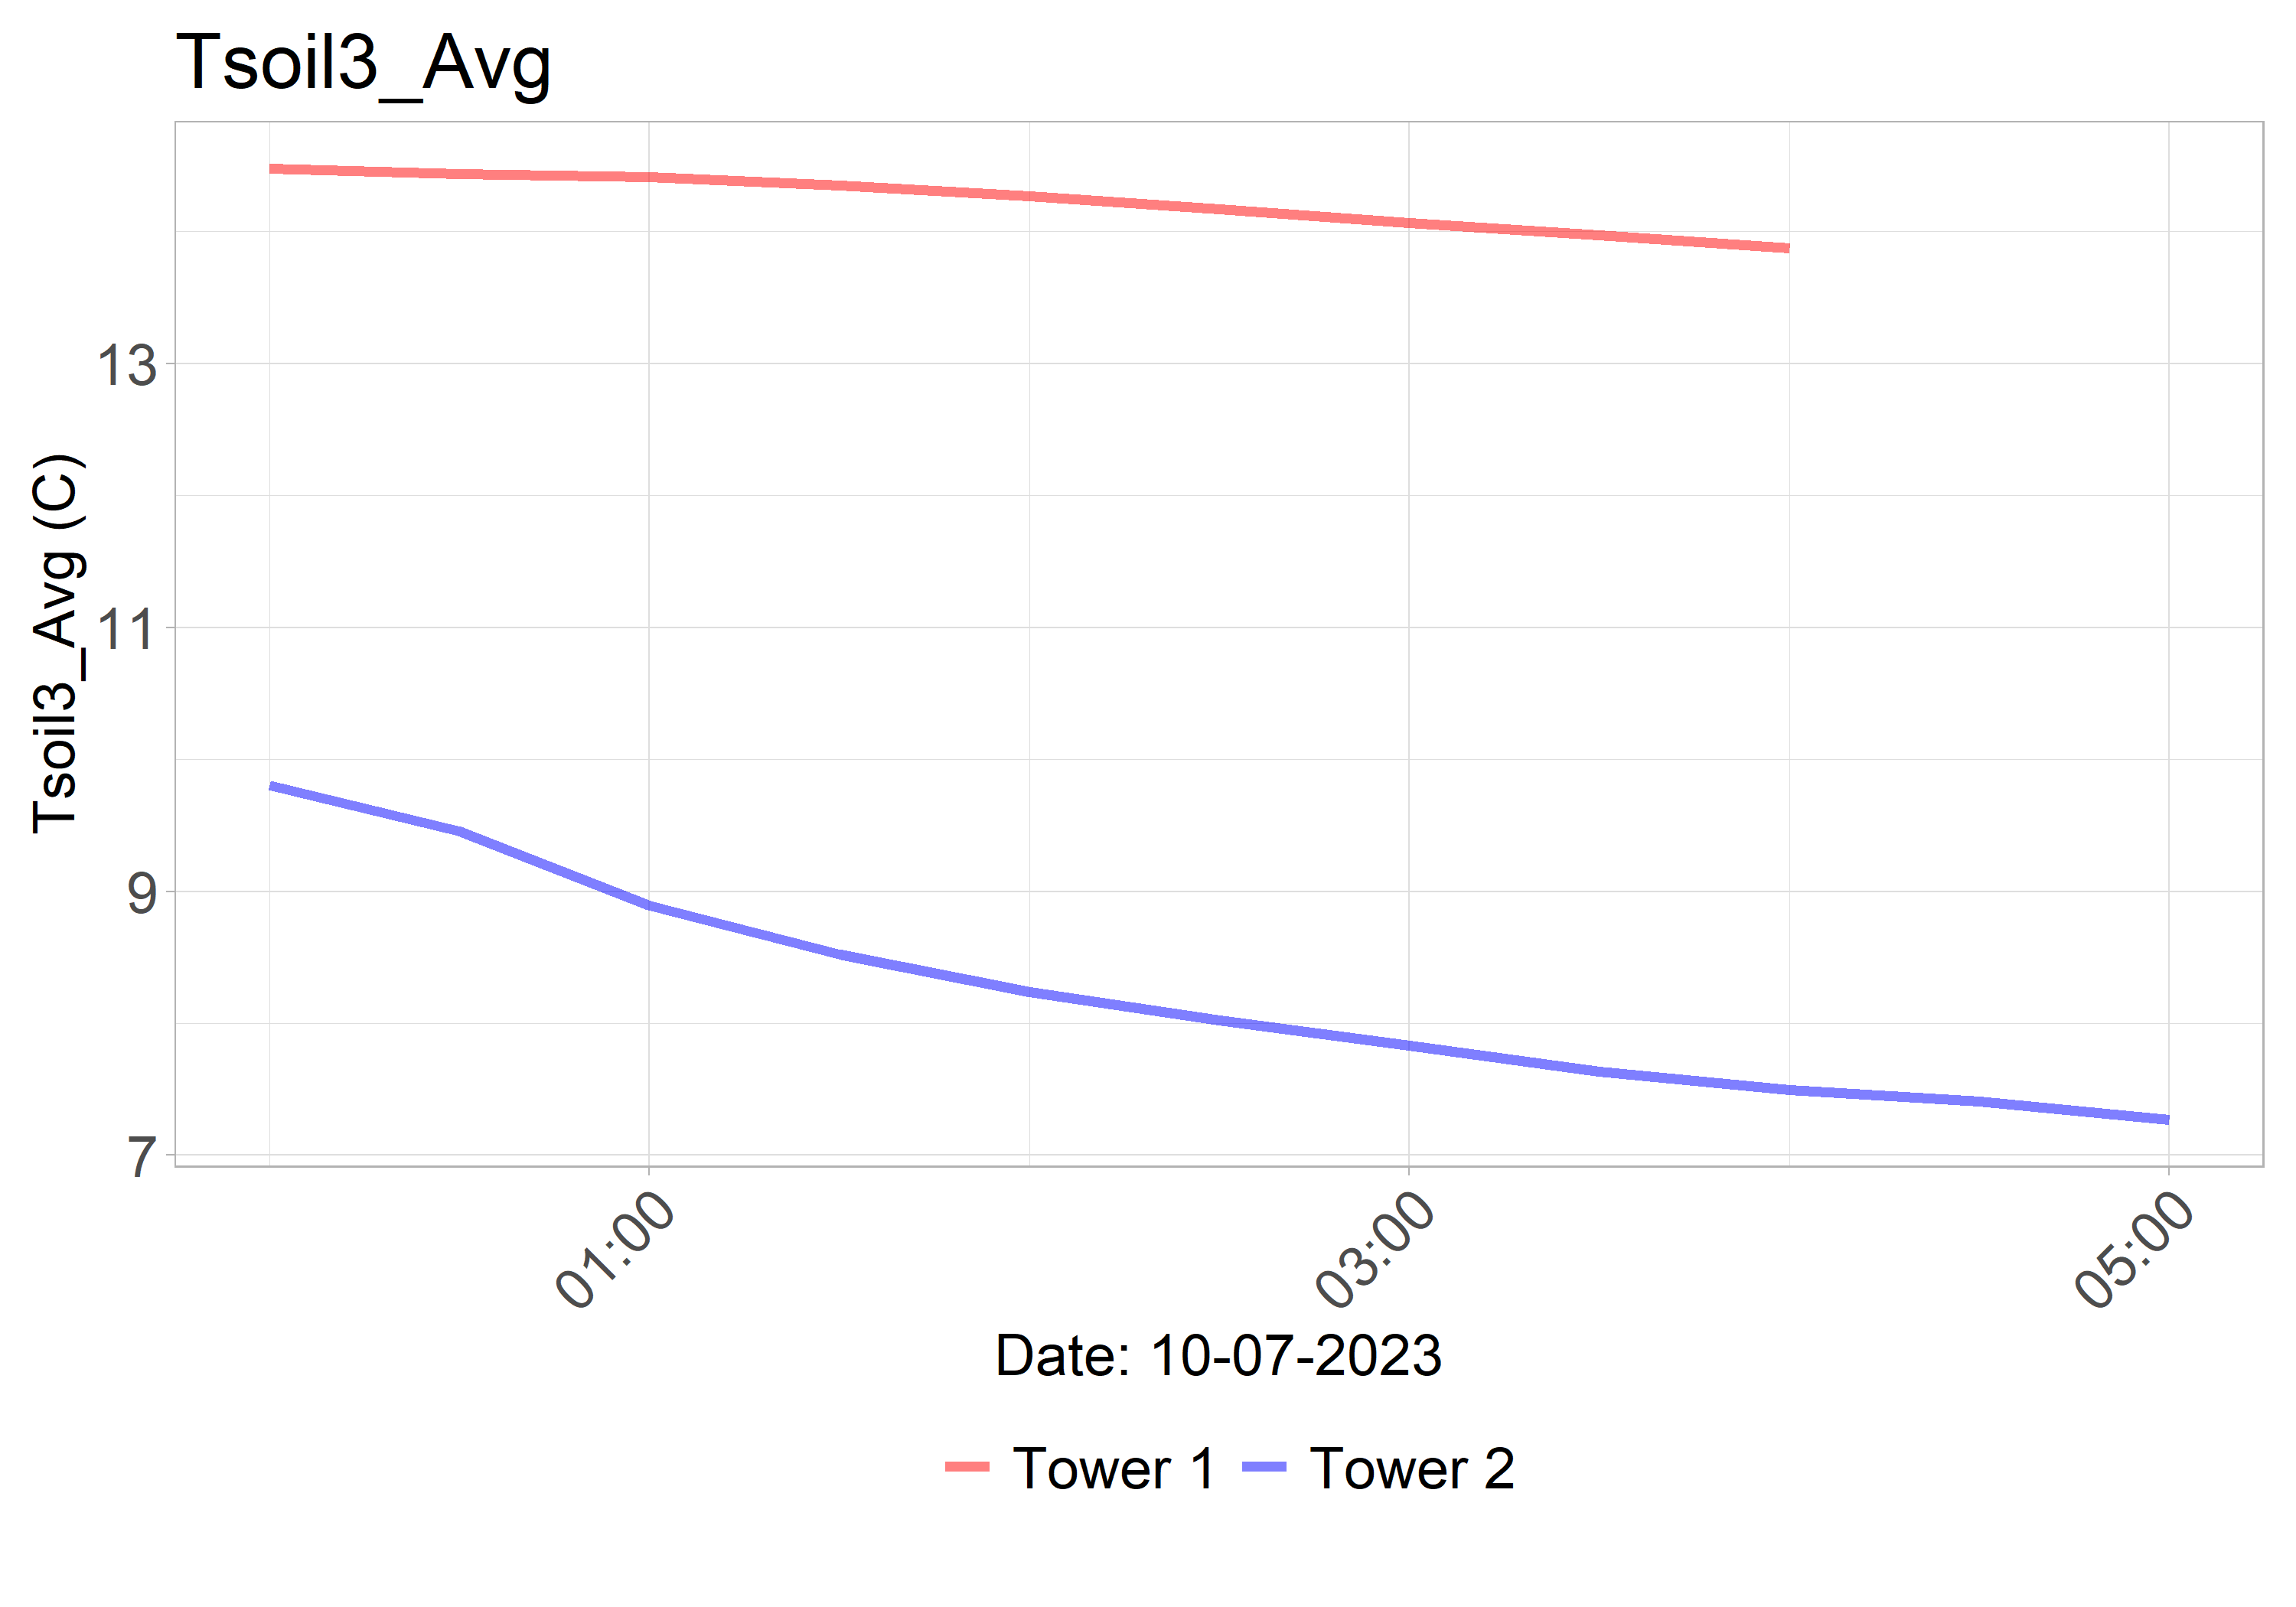 Tsoil3_Avg
Tsoil3_Avg (C)
13
11
9
7
01:00
03:00
05:00
Date: 10-07-2023
Tower 1
Tower 2